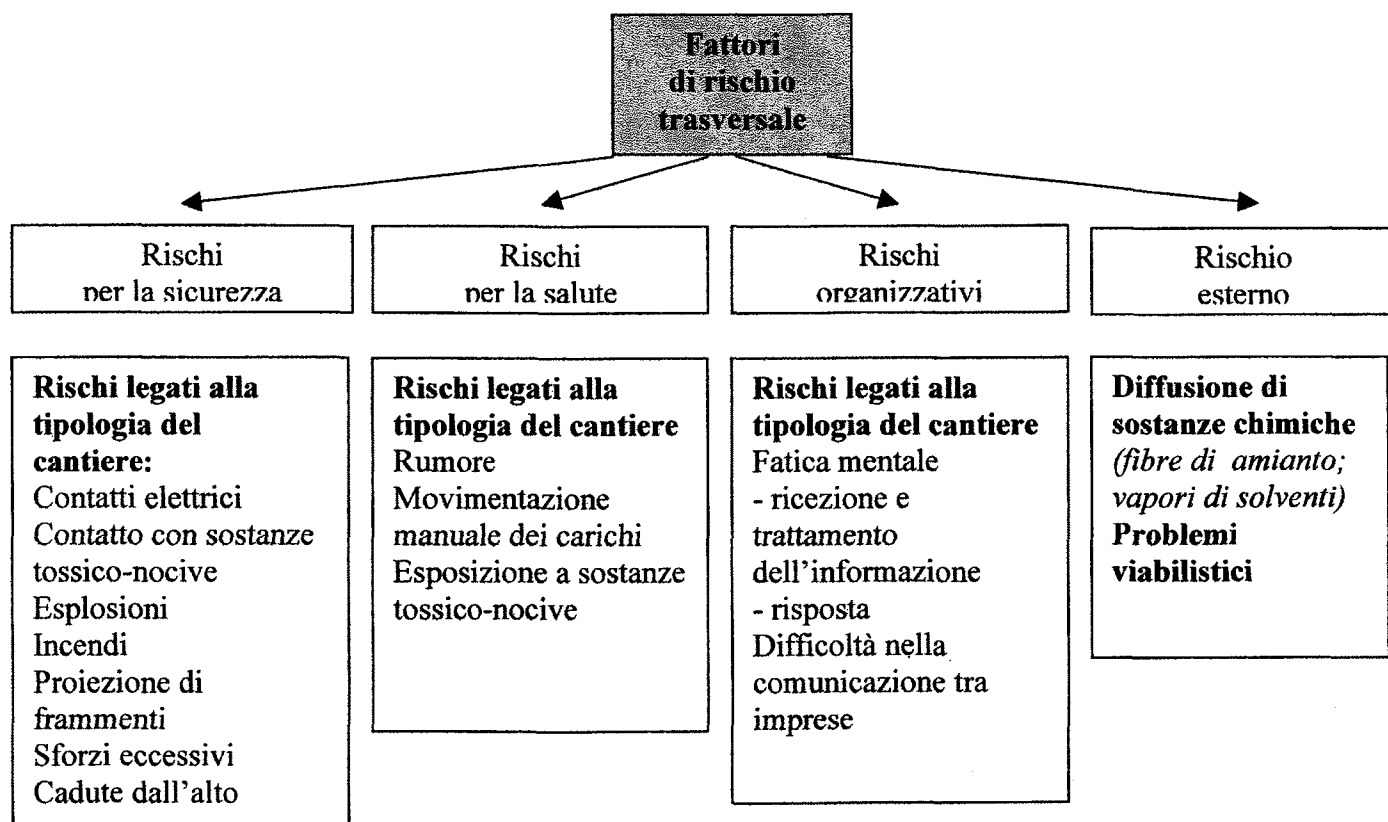 Fattori
di rischio
trasversale
Rischi
per la sicurezza
Rischi
per la salute
Rischi
organizzativi
Rischio
esterno
Rischi legati alla
tipologia del
cantiere:
Contatti elettrici
Contatto con sostanze
tossico-nocive
Esplosioni
Incendi
Proiezione di
frammenti
Sforzi eccessivi
Cadute dall'alto
Rischi legati alla
tipologia del cantiere
Rumore
Movimentazione
manuale dei carichi
Esposizione a sostanze
tossico-nocive
Rischi legati alla
tipologia del cantiere
Fatica mentale
- ricezione e
trattamento
dell'informazione
- risposta
Difficoltà nella
comunicazione tra
imprese
Diffusione di
sostanze chimiche
(fibre di amianto;
vapori di solventi)
Problemi
viabilistici